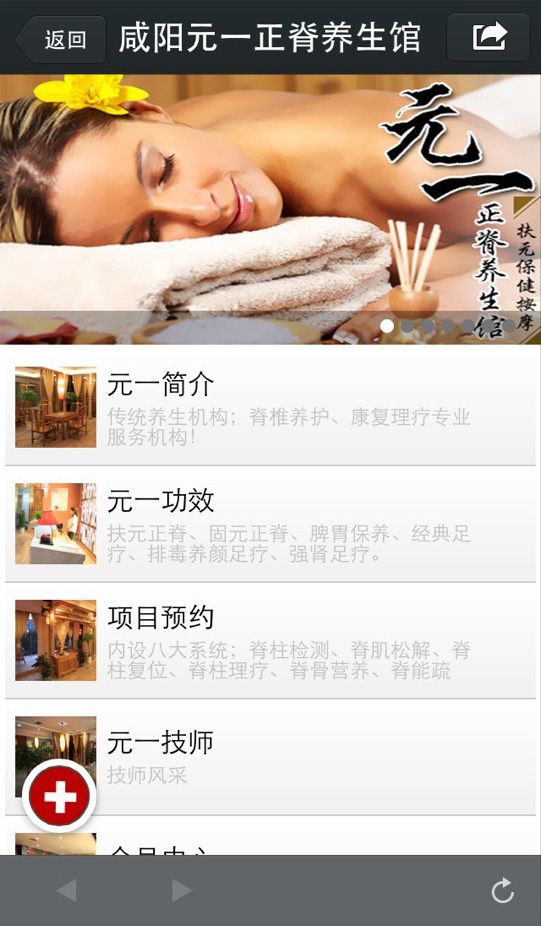 返回
咸阳元一正脊养生馆
元一
正脊养生馆
扶元保健按摩
元一简介
传统养生机构；脊椎养护、康复理疗专业
服务机构！
元一功效
扶元正脊、固元正脊、脾胃保养、经典足
疗、排毒养颜足疗、强肾足疗。
项目预约
内设八大系统；脊柱检测、脊肌松解、脊
柱复位、脊柱理疗、脊骨营养、脊能疏
元一技师
技师风采